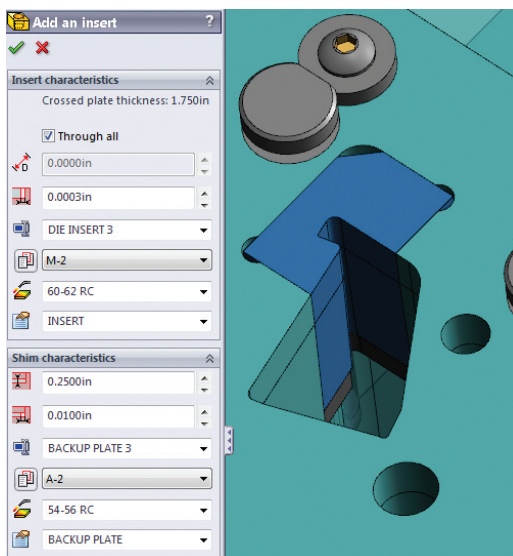 Add an insert ?
Insert characteristics
Crossed plate thickness: 1.750in
Through all
D
0.0000in
0.0003in
DIE INSERT 3
M-2
60-62 RC
INSERT
Shim characteristics
0.2500in
0.0100in
BACKUP PLATE 3
A-2
54-56 RC
BACKUP PLATE